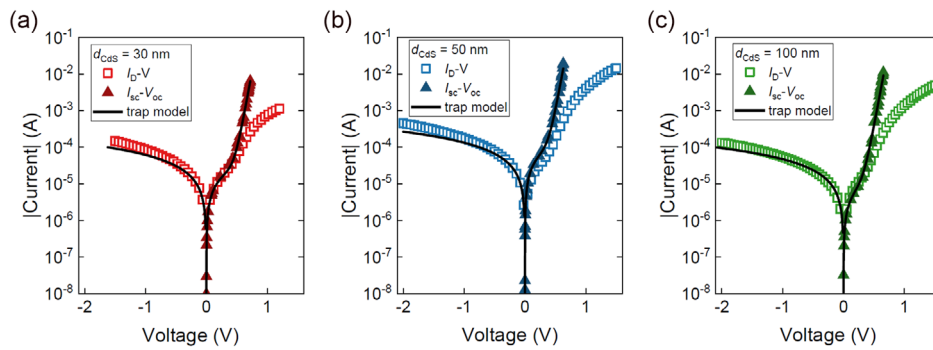 (a)
|Current| (A)
10⁻¹
10⁻²
10⁻³
10⁻⁴
10⁻⁵
10⁻⁶
10⁻⁷
10⁻⁸
d_CdS = 30 nm
I_D-V
I_sc-V_oc
trap model
−2 −1 0 1
Voltage (V)
(b)
|Current| (A)
10⁻¹
10⁻²
10⁻³
10⁻⁴
10⁻⁵
10⁻⁶
10⁻⁷
10⁻⁸
d_CdS = 50 nm
I_D-V
I_sc-V_oc
trap model
−2 −1 0 1
Voltage (V)
(c)
|Current| (A)
10⁻¹
10⁻²
10⁻³
10⁻⁴
10⁻⁵
10⁻⁶
10⁻⁷
10⁻⁸
d_CdS = 100 nm
I_D-V
I_sc-V_oc
trap model
−2 −1 0 1
Voltage (V)